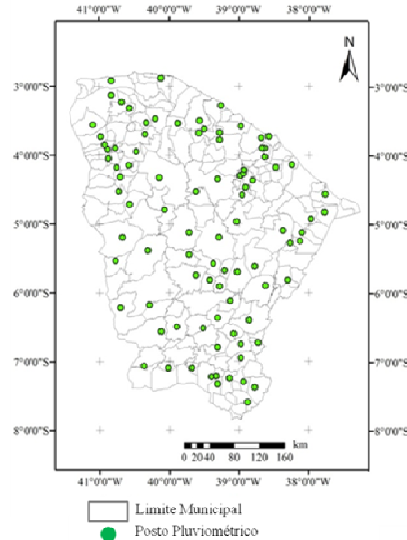 41°0'0"W 40°0'0"W 39°0'0"W 38°0'0"W
N
3°0'0"S 3°0'0"S
4°0'0"S 4°0'0"S
5°0'0"S 5°0'0"S
6°0'0"S 6°0'0"S
7°0'0"S 7°0'0"S
8°0'0"S 8°0'0"S
km
0 2040 80 120 160
41°0'0"W 40°0'0"W 39°0'0"W 38°0'0"W
Limite Municipal
Posto Pluviométrico